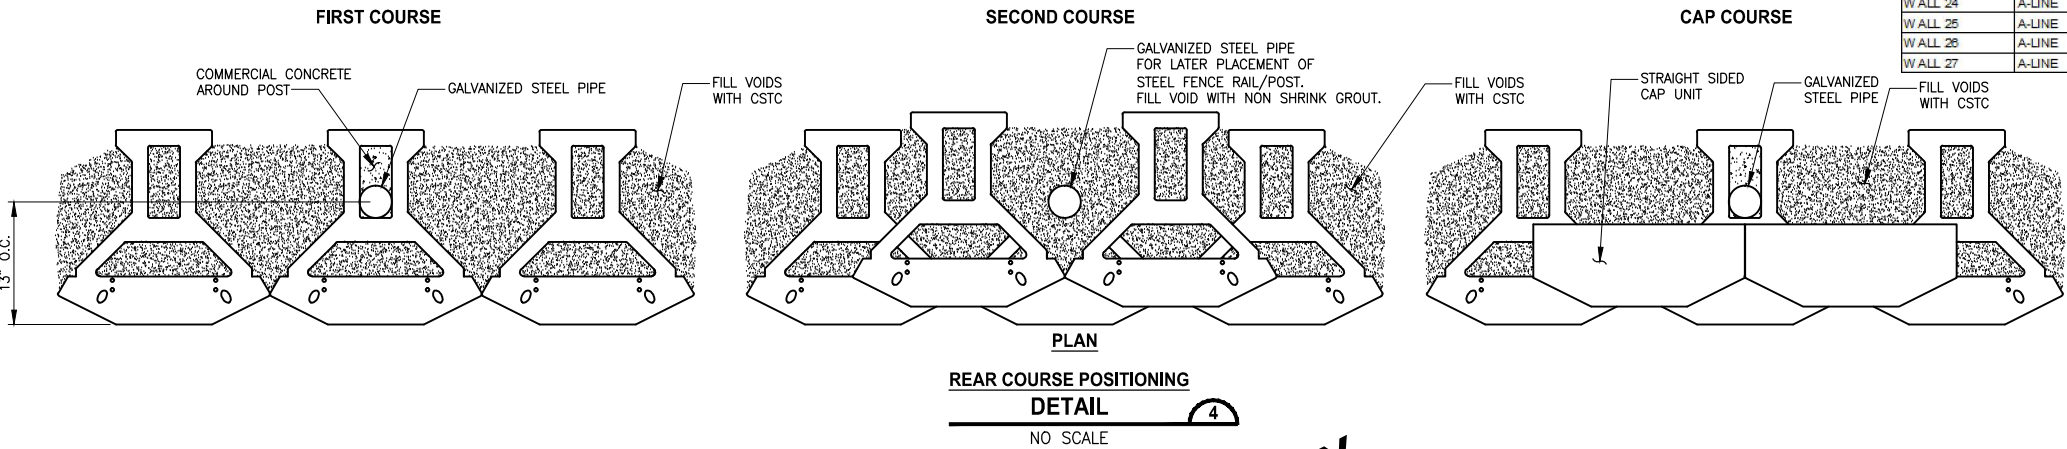 FIRST COURSE
COMMERCIAL CONCRETE
AROUND POST
GALVANIZED STEEL PIPE
FILL VOIDS
WITH CSTC
13" O.C.
SECOND COURSE
GALVANIZED STEEL PIPE
FOR LATER PLACEMENT OF
STEEL FENCE RAIL/POST.
FILL VOID WITH NON SHRINK GROUT.
FILL VOIDS
WITH CSTC
CAP COURSE
STRAIGHT SIDED
CAP UNIT
GALVANIZED
STEEL PIPE
FILL VOIDS
WITH CSTC
WALL 24 A-LINE
WALL 25 A-LINE
WALL 26 A-LINE
WALL 27 A-LINE
PLAN
REAR COURSE POSITIONING
DETAIL 4
NO SCALE